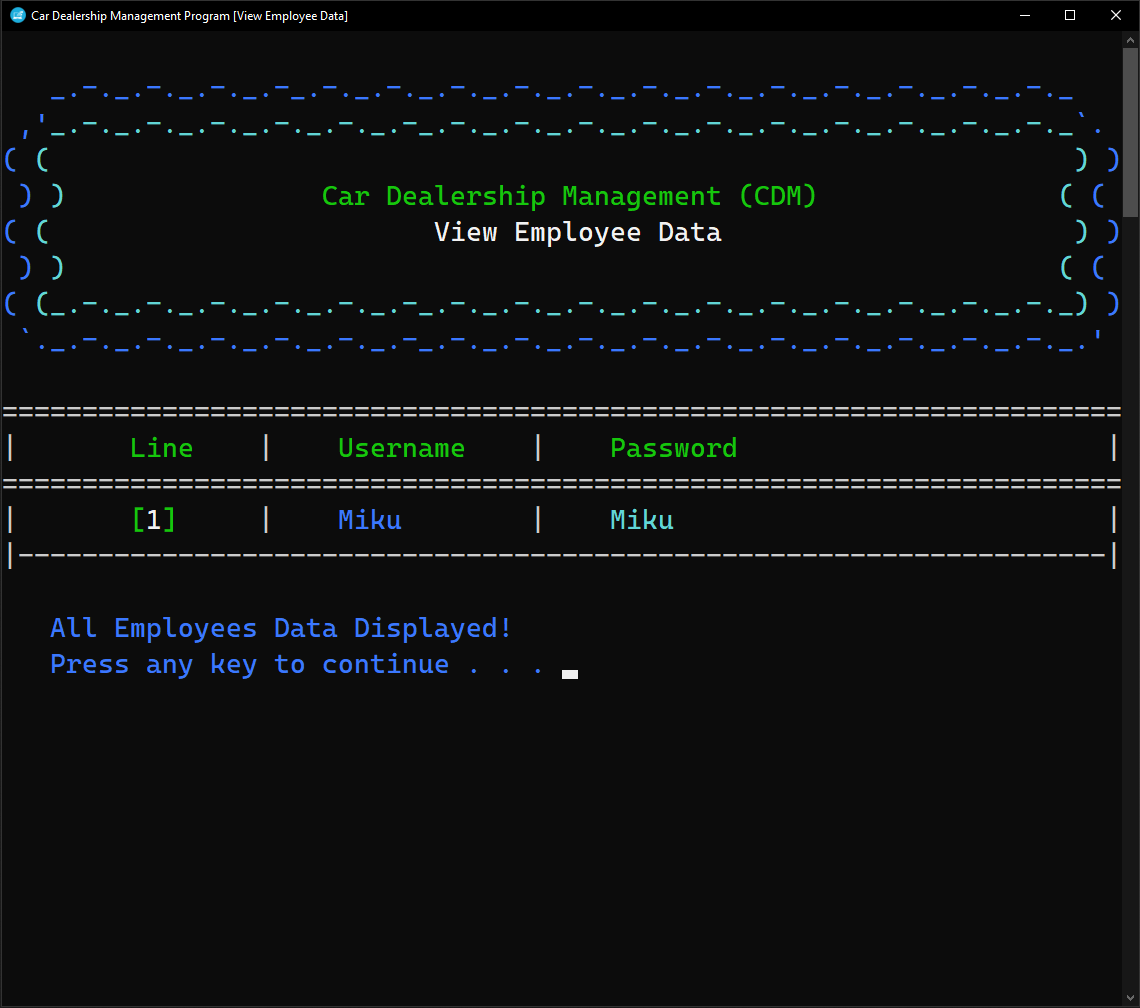 Car Dealership Management Program [View Employee Data]
_.-._.-._.-._.-._.-._.-._.-._.-._.-._.-._.-._.-._.-._.-._.-._.-._
,'_.-._.-._.-._.-._.-._.-._.-._.-._.-._.-._.-._.-._.-._.-._.-._.-._`.
( ( ) )
) ) Car Dealership Management (CDM) ( (
( ( View Employee Data ) )
) ) ( (
( (_.-._.-._.-._.-._.-._.-._.-._.-._.-._.-._.-._.-._.-._.-._.-._.-._) )
`._.-._.-._.-._.-._.-._.-._.-._.-._.-._.-._.-._.-._.-._.-._.-._.-._.'
======================================================================
| Line | Username | Password |
======================================================================
| [1] | Miku | Miku |
|--------------------------------------------------------------------|
All Employees Data Displayed!
Press any key to continue . . .